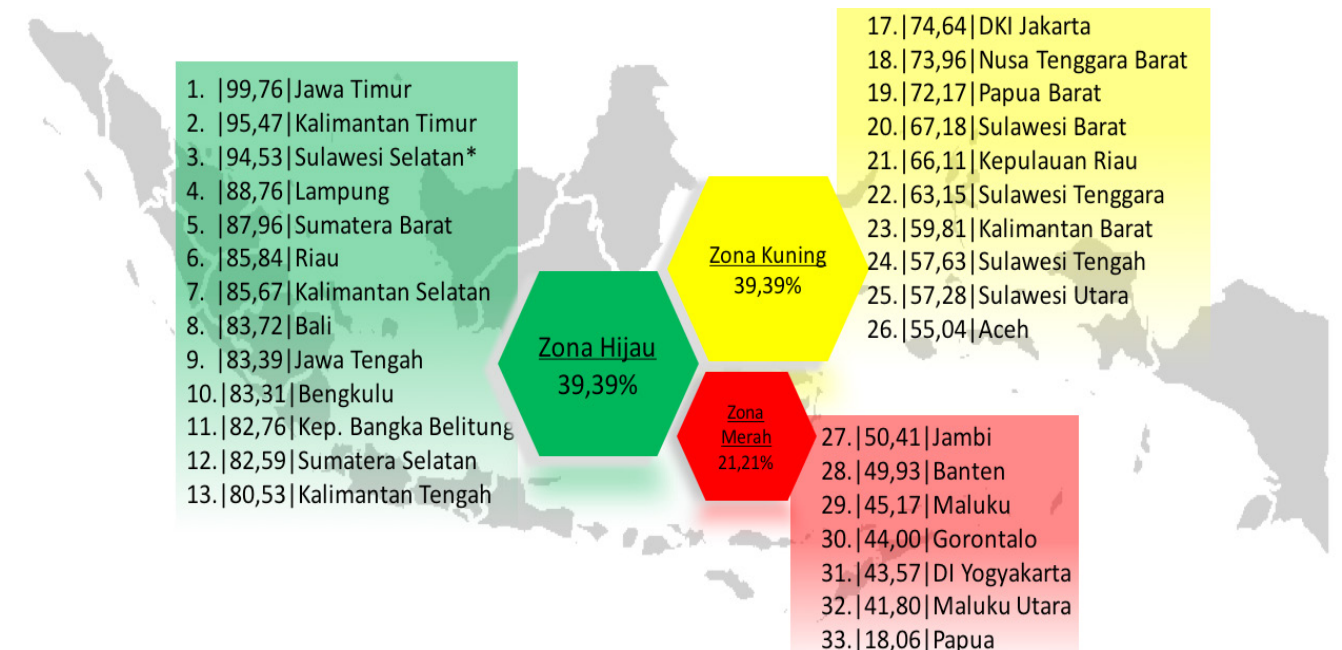 1. |99,76|Jawa Timur
2. |95,47|Kalimantan Timur
3. |94,53|Sulawesi Selatan*
4. |88,76|Lampung
5. |87,96|Sumatera Barat
6. |85,84|Riau
7. |85,67|Kalimantan Selatan
8. |83,72|Bali
9. |83,39|Jawa Tengah
10.|83,31|Bengkulu
11.|82,76|Kep. Bangka Belitung
12.|82,59|Sumatera Selatan
13.|80,53|Kalimantan Tengah
Zona Hijau
39,39%
Zona Kuning
39,39%
Zona
Merah
21,21%
17.|74,64|DKI Jakarta
18.|73,96|Nusa Tenggara Barat
19.|72,17|Papua Barat
20.|67,18|Sulawesi Barat
21.|66,11|Kepulauan Riau
22.|63,15|Sulawesi Tenggara
23.|59,81|Kalimantan Barat
24.|57,63|Sulawesi Tengah
25.|57,28|Sulawesi Utara
26.|55,04|Aceh
27.|50,41|Jambi
28.|49,93|Banten
29.|45,17|Maluku
30.|44,00|Gorontalo
31.|43,57|DI Yogyakarta
32.|41,80|Maluku Utara
33.|18,06|Papua